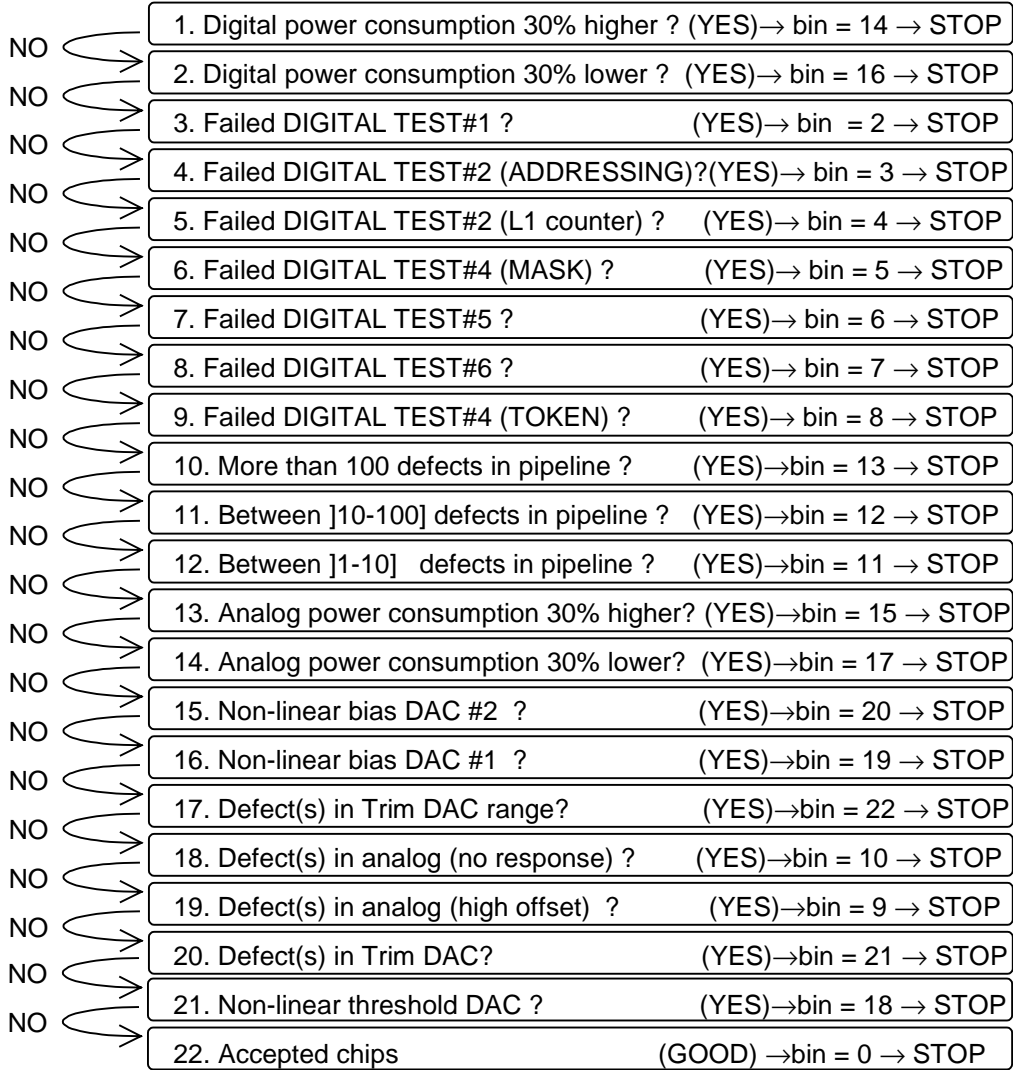 1. Digital power consumption 30% higher ? (YES)→ bin = 14 → STOP
NO
2. Digital power consumption 30% lower ? (YES)→ bin = 16 → STOP
NO
3. Failed DIGITAL TEST#1 ? (YES)→ bin = 2 → STOP
NO
4. Failed DIGITAL TEST#2 (ADDRESSING)?(YES)→ bin = 3 → STOP
NO
5. Failed DIGITAL TEST#2 (L1 counter) ? (YES)→ bin = 4 → STOP
NO
6. Failed DIGITAL TEST#4 (MASK) ? (YES)→ bin = 5 → STOP
NO
7. Failed DIGITAL TEST#5 ? (YES)→ bin = 6 → STOP
NO
8. Failed DIGITAL TEST#6 ? (YES)→ bin = 7 → STOP
NO
9. Failed DIGITAL TEST#4 (TOKEN) ? (YES)→ bin = 8 → STOP
NO
10. More than 100 defects in pipeline ? (YES)→bin = 13 → STOP
NO
11. Between ]10-100] defects in pipeline ? (YES)→bin = 12 → STOP
NO
12. Between ]1-10] defects in pipeline ? (YES)→bin = 11 → STOP
NO
13. Analog power consumption 30% higher? (YES)→bin = 15 → STOP
NO
14. Analog power consumption 30% lower? (YES)→bin = 17 → STOP
NO
15. Non-linear bias DAC #2 ? (YES)→bin = 20 → STOP
NO
16. Non-linear bias DAC #1 ? (YES)→bin = 19 → STOP
NO
17. Defect(s) in Trim DAC range? (YES)→bin = 22 → STOP
NO
18. Defect(s) in analog (no response) ? (YES)→bin = 10 → STOP
NO
19. Defect(s) in analog (high offset) ? (YES)→bin = 9 → STOP
NO
20. Defect(s) in Trim DAC? (YES)→bin = 21 → STOP
NO
21. Non-linear threshold DAC ? (YES)→bin = 18 → STOP
NO
22. Accepted chips (GOOD) →bin = 0 → STOP